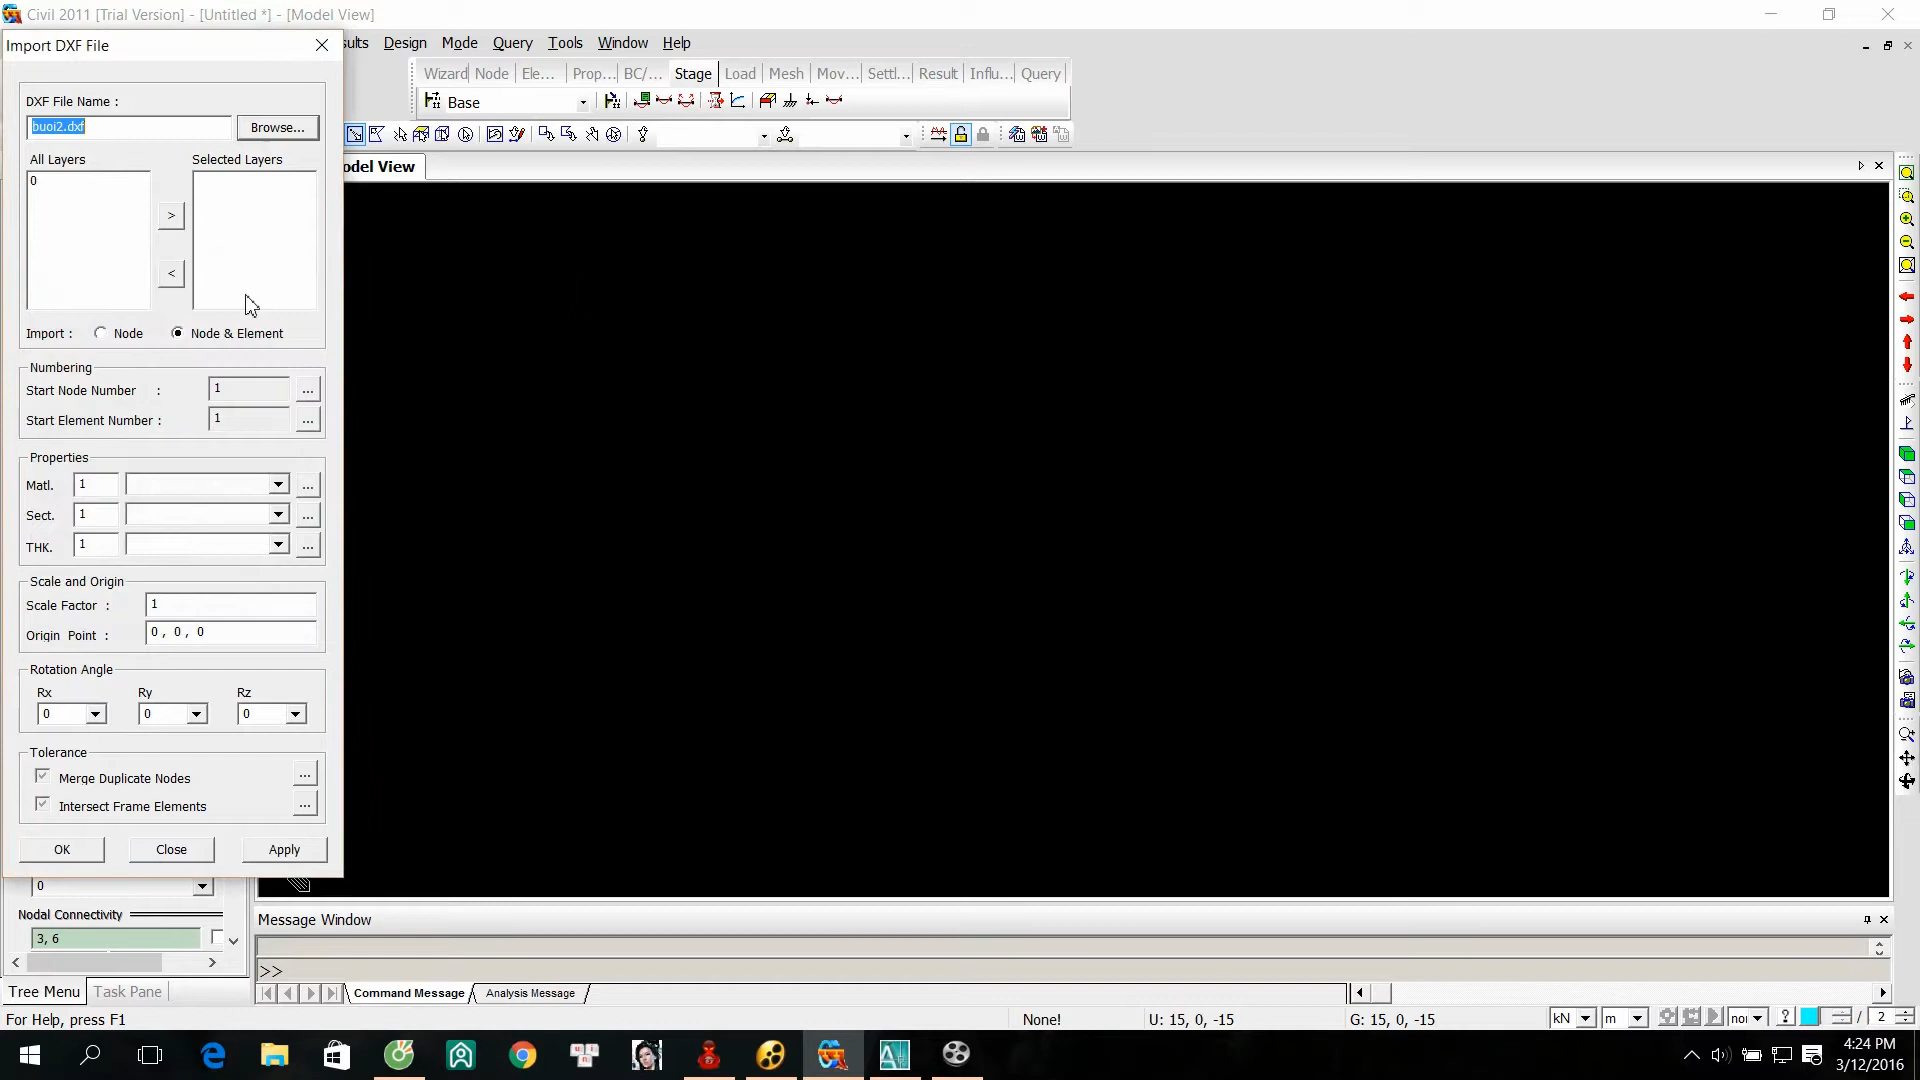 Civil 2011 [Trial Version] - [Untitled *] - [Model View]
Import DXF File
Design Mode Query Tools Window Help
Wizard Node Ele... Prop... BC/... Stage Load Mesh Mov... Settl... Result Influ... Query
Base
DXF File Name :
buoi2.dxf
Browse...
All Layers Selected Layers
0
>
<
Import : Node Node & Element
Numbering
Start Node Number : 1 ...
Start Element Number : 1 ...
Properties
Matl. 1 ...
Sect. 1 ...
THK. 1 ...
Scale and Origin
Scale Factor : 1
Origin Point : 0, 0, 0
Rotation Angle
Rx Ry Rz
0 0 0
Tolerance
Merge Duplicate Nodes ...
Intersect Frame Elements ...
OK Close Apply
0
Nodal Connectivity
3, 6
Tree Menu Task Pane
Message Window
>>
Command Message Analysis Message
For Help, press F1
None!
U: 15, 0, -15
G: 15, 0, -15
kN m
/ 2
4:24 PM
3/12/2016